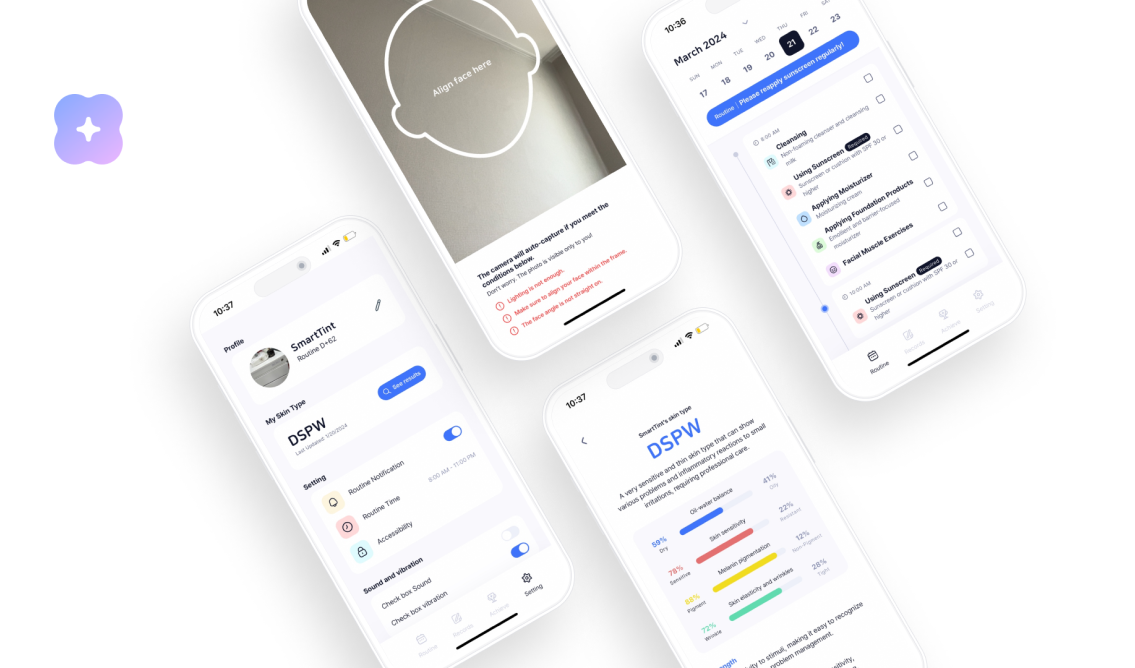 10:37
Profile
SmartTint
Routine D+62
My Skin Type
DSPW
Last Updated 1/20/2024
See results
Setting
Routine Notification
Routine Time
8:00 AM - 11:00 PM
Accessibility
Sound and vibration
Check box Sound
Check box vibration
Routine
Records
Achieve
Setting
Align face here
The camera will auto-capture if you meet the
conditions below.
Don't worry. The photo is visible only to you!
Lighting is not enough.
Make sure to align your face within the frame.
The face angle is not straight on.
10:37
SmartTint's skin type
DSPW
A very sensitive and thin skin type that can show
various problems and inflammatory reactions to small
irritations, requiring professional care.
Oil-water balance
59%
Dry
41%
Oily
Skin sensitivity
78%
Sensitive
22%
Resistant
Melanin pigmentation
88%
Pigment
12%
Non-Pigment
Skin elasticity and wrinkles
72%
Wrinkle
28%
Tight
to stimuli, making it easy to recognize
problem management.
10:36
March 2024
SUN MON TUE WED THU FRI
17 18 19 20 21 22 23
Routine | Please reapply sunscreen regularly!
8:00 AM
Cleansing
Non-foaming cleanser and cleansing
milk
Using Sunscreen Required
Sunscreen or cushion with SPF 30 or
higher
Applying Moisturizer
Moisturizing cream
Applying Foundation Products
Emollient and barrier-focused
moisturizer
Facial Muscle Exercises
10:00 AM
Using Sunscreen Required
Sunscreen or cushion with SPF 30 or
higher
Routine
Records
Achieve
Setting